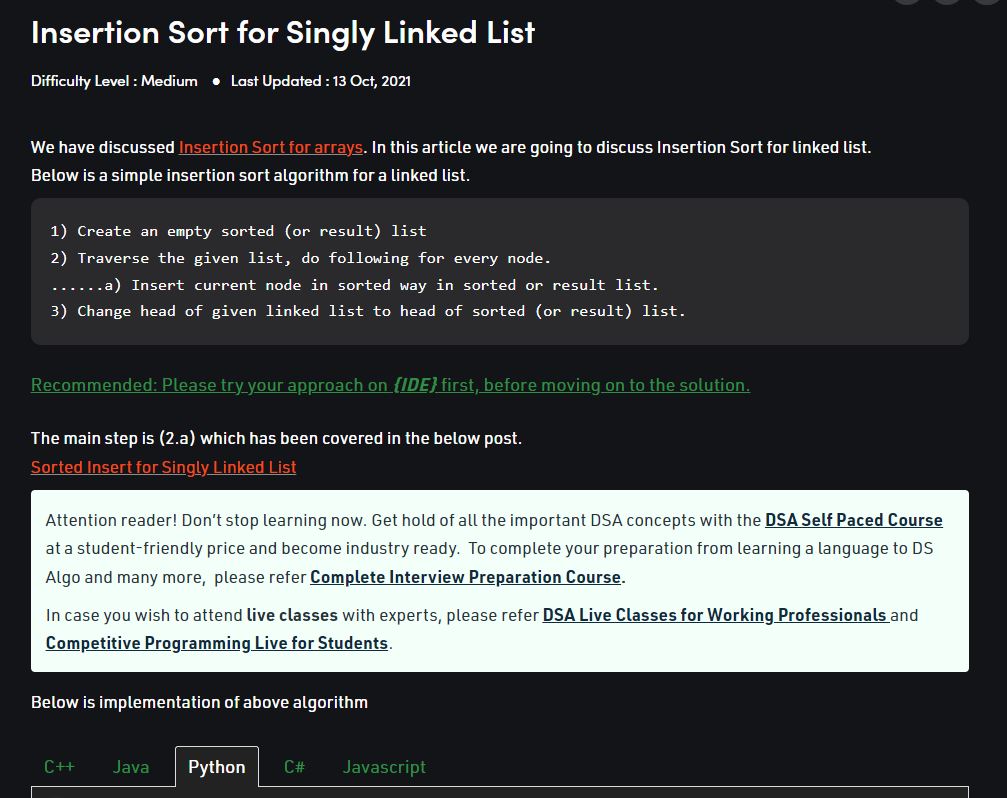 Insertion Sort for Singly Linked List
Difficulty Level : Medium ● Last Updated : 13 Oct, 2021
We have discussed Insertion Sort for arrays. In this article we are going to discuss Insertion Sort for linked list.
Below is a simple insertion sort algorithm for a linked list.
1) Create an empty sorted (or result) list
2) Traverse the given list, do following for every node.
......a) Insert current node in sorted way in sorted or result list.
3) Change head of given linked list to head of sorted (or result) list.
Recommended: Please try your approach on {IDE} first, before moving on to the solution.
The main step is (2.a) which has been covered in the below post.
Sorted Insert for Singly Linked List
Attention reader! Don’t stop learning now. Get hold of all the important DSA concepts with the DSA Self Paced Course
at a student-friendly price and become industry ready.  To complete your preparation from learning a language to DS
Algo and many more,  please refer Complete Interview Preparation Course.
In case you wish to attend live classes with experts, please refer DSA Live Classes for Working Professionals and
Competitive Programming Live for Students.
Below is implementation of above algorithm
C++ Java Python C# Javascript